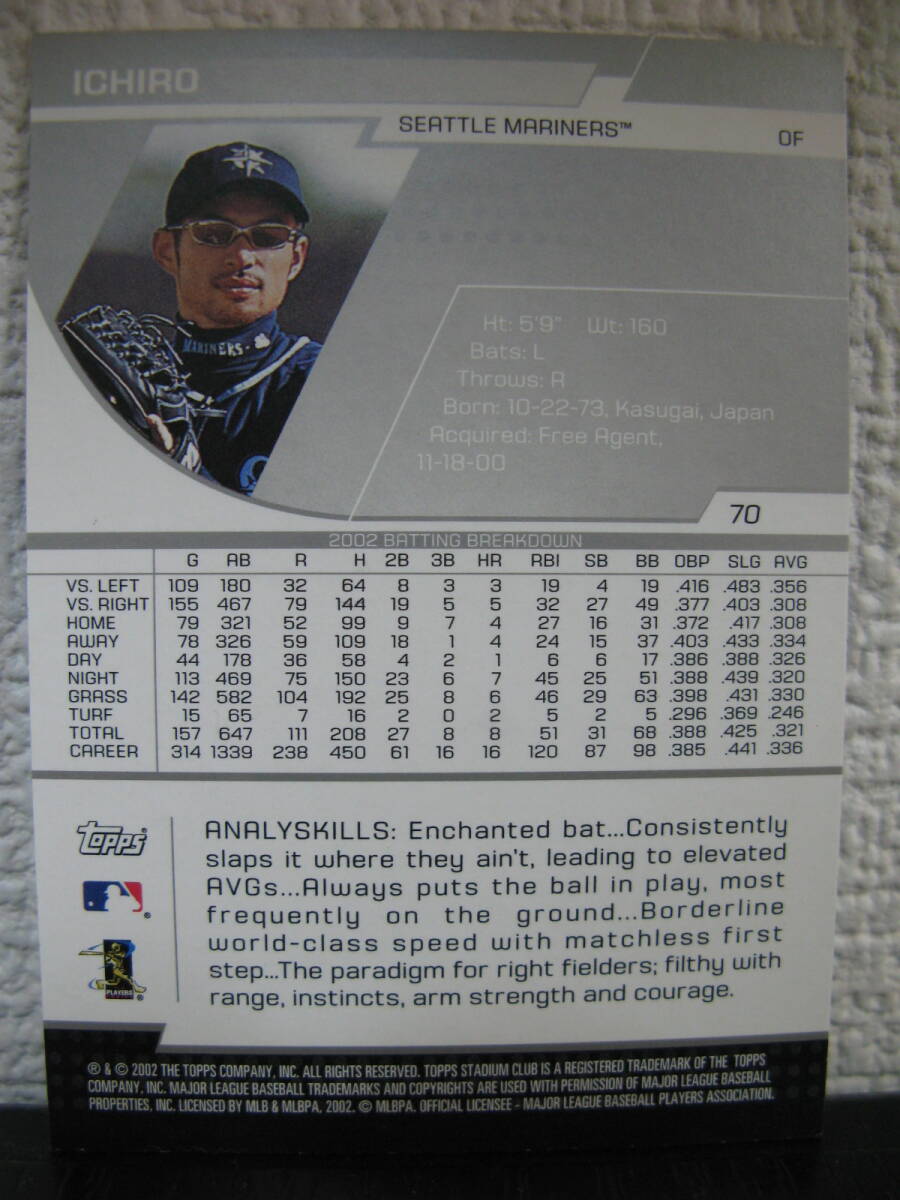 ICHIRO
SEATTLE MARINERS™
OF
MARINERS
Ht: 5'9" Wt: 160
Bats: L
Throws: R
Born: 10-22-73, Kasugai, Japan
Acquired: Free Agent,
11-18-00
70
2002 BATTING BREAKDOWN
G AB R H 2B 3B HR RBI SB BB OBP SLG AVG
VS. LEFT 109 180 32 64 8 3 3 19 4 19 .416 .483 .356
VS. RIGHT 155 467 79 144 19 5 5 32 27 49 .377 .403 .308
HOME 79 321 52 99 9 7 4 27 16 31 .372 .417 .308
AWAY 78 326 59 109 18 1 4 24 15 37 .403 .433 .334
DAY 44 178 36 58 4 2 1 6 6 17 .386 .388 .326
NIGHT 113 469 75 150 23 6 7 45 25 51 .388 .439 .320
GRASS 142 582 104 192 25 8 6 46 29 63 .398 .431 .330
TURF 15 65 7 16 2 0 2 5 2 5 .296 .369 .246
TOTAL 157 647 111 208 27 8 8 51 31 68 .388 .425 .321
CAREER 314 1339 238 450 61 16 16 120 87 98 .385 .441 .336
topps®
®
PLAYERS ®
ANALYSKILLS: Enchanted bat...Consistently
slaps it where they ain't, leading to elevated
AVGs...Always puts the ball in play, most
frequently on the ground...Borderline
world-class speed with matchless first
step...The paradigm for right fielders; filthy with
range, instincts, arm strength and courage.
® & © 2002 THE TOPPS COMPANY, INC. ALL RIGHTS RESERVED. TOPPS STADIUM CLUB IS A REGISTERED TRADEMARK OF THE TOPPS
COMPANY, INC. MAJOR LEAGUE BASEBALL TRADEMARKS AND COPYRIGHTS ARE USED WITH PERMISSION OF MAJOR LEAGUE BASEBALL
PROPERTIES, INC. LICENSED BY MLB & MLBPA, 2002. © MLBPA. OFFICIAL LICENSEE - MAJOR LEAGUE BASEBALL PLAYERS ASSOCIATION.